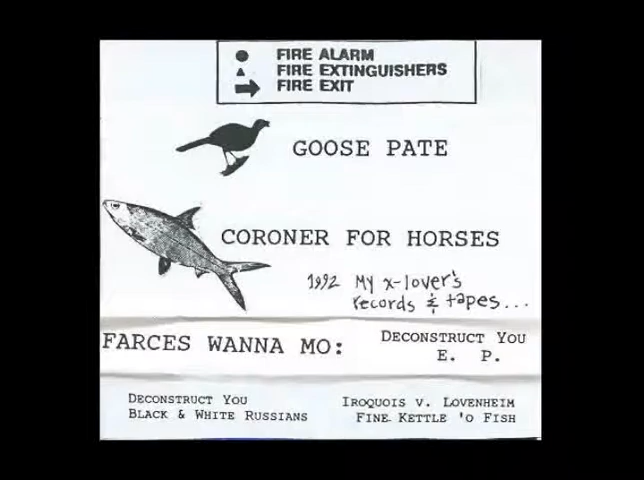 FIRE ALARM
FIRE EXTINGUISHERS
FIRE EXIT
GOOSE PATE
CORONER FOR HORSES
1992 My x-lover's
records & tapes...
FARCES WANNA MO:
DECONSTRUCT YOU
E. P.
DECONSTRUCT YOU
BLACK & WHITE RUSSIANS
IROQUOIS V. LOVENHEIM
FINE KETTLE 'O FISH